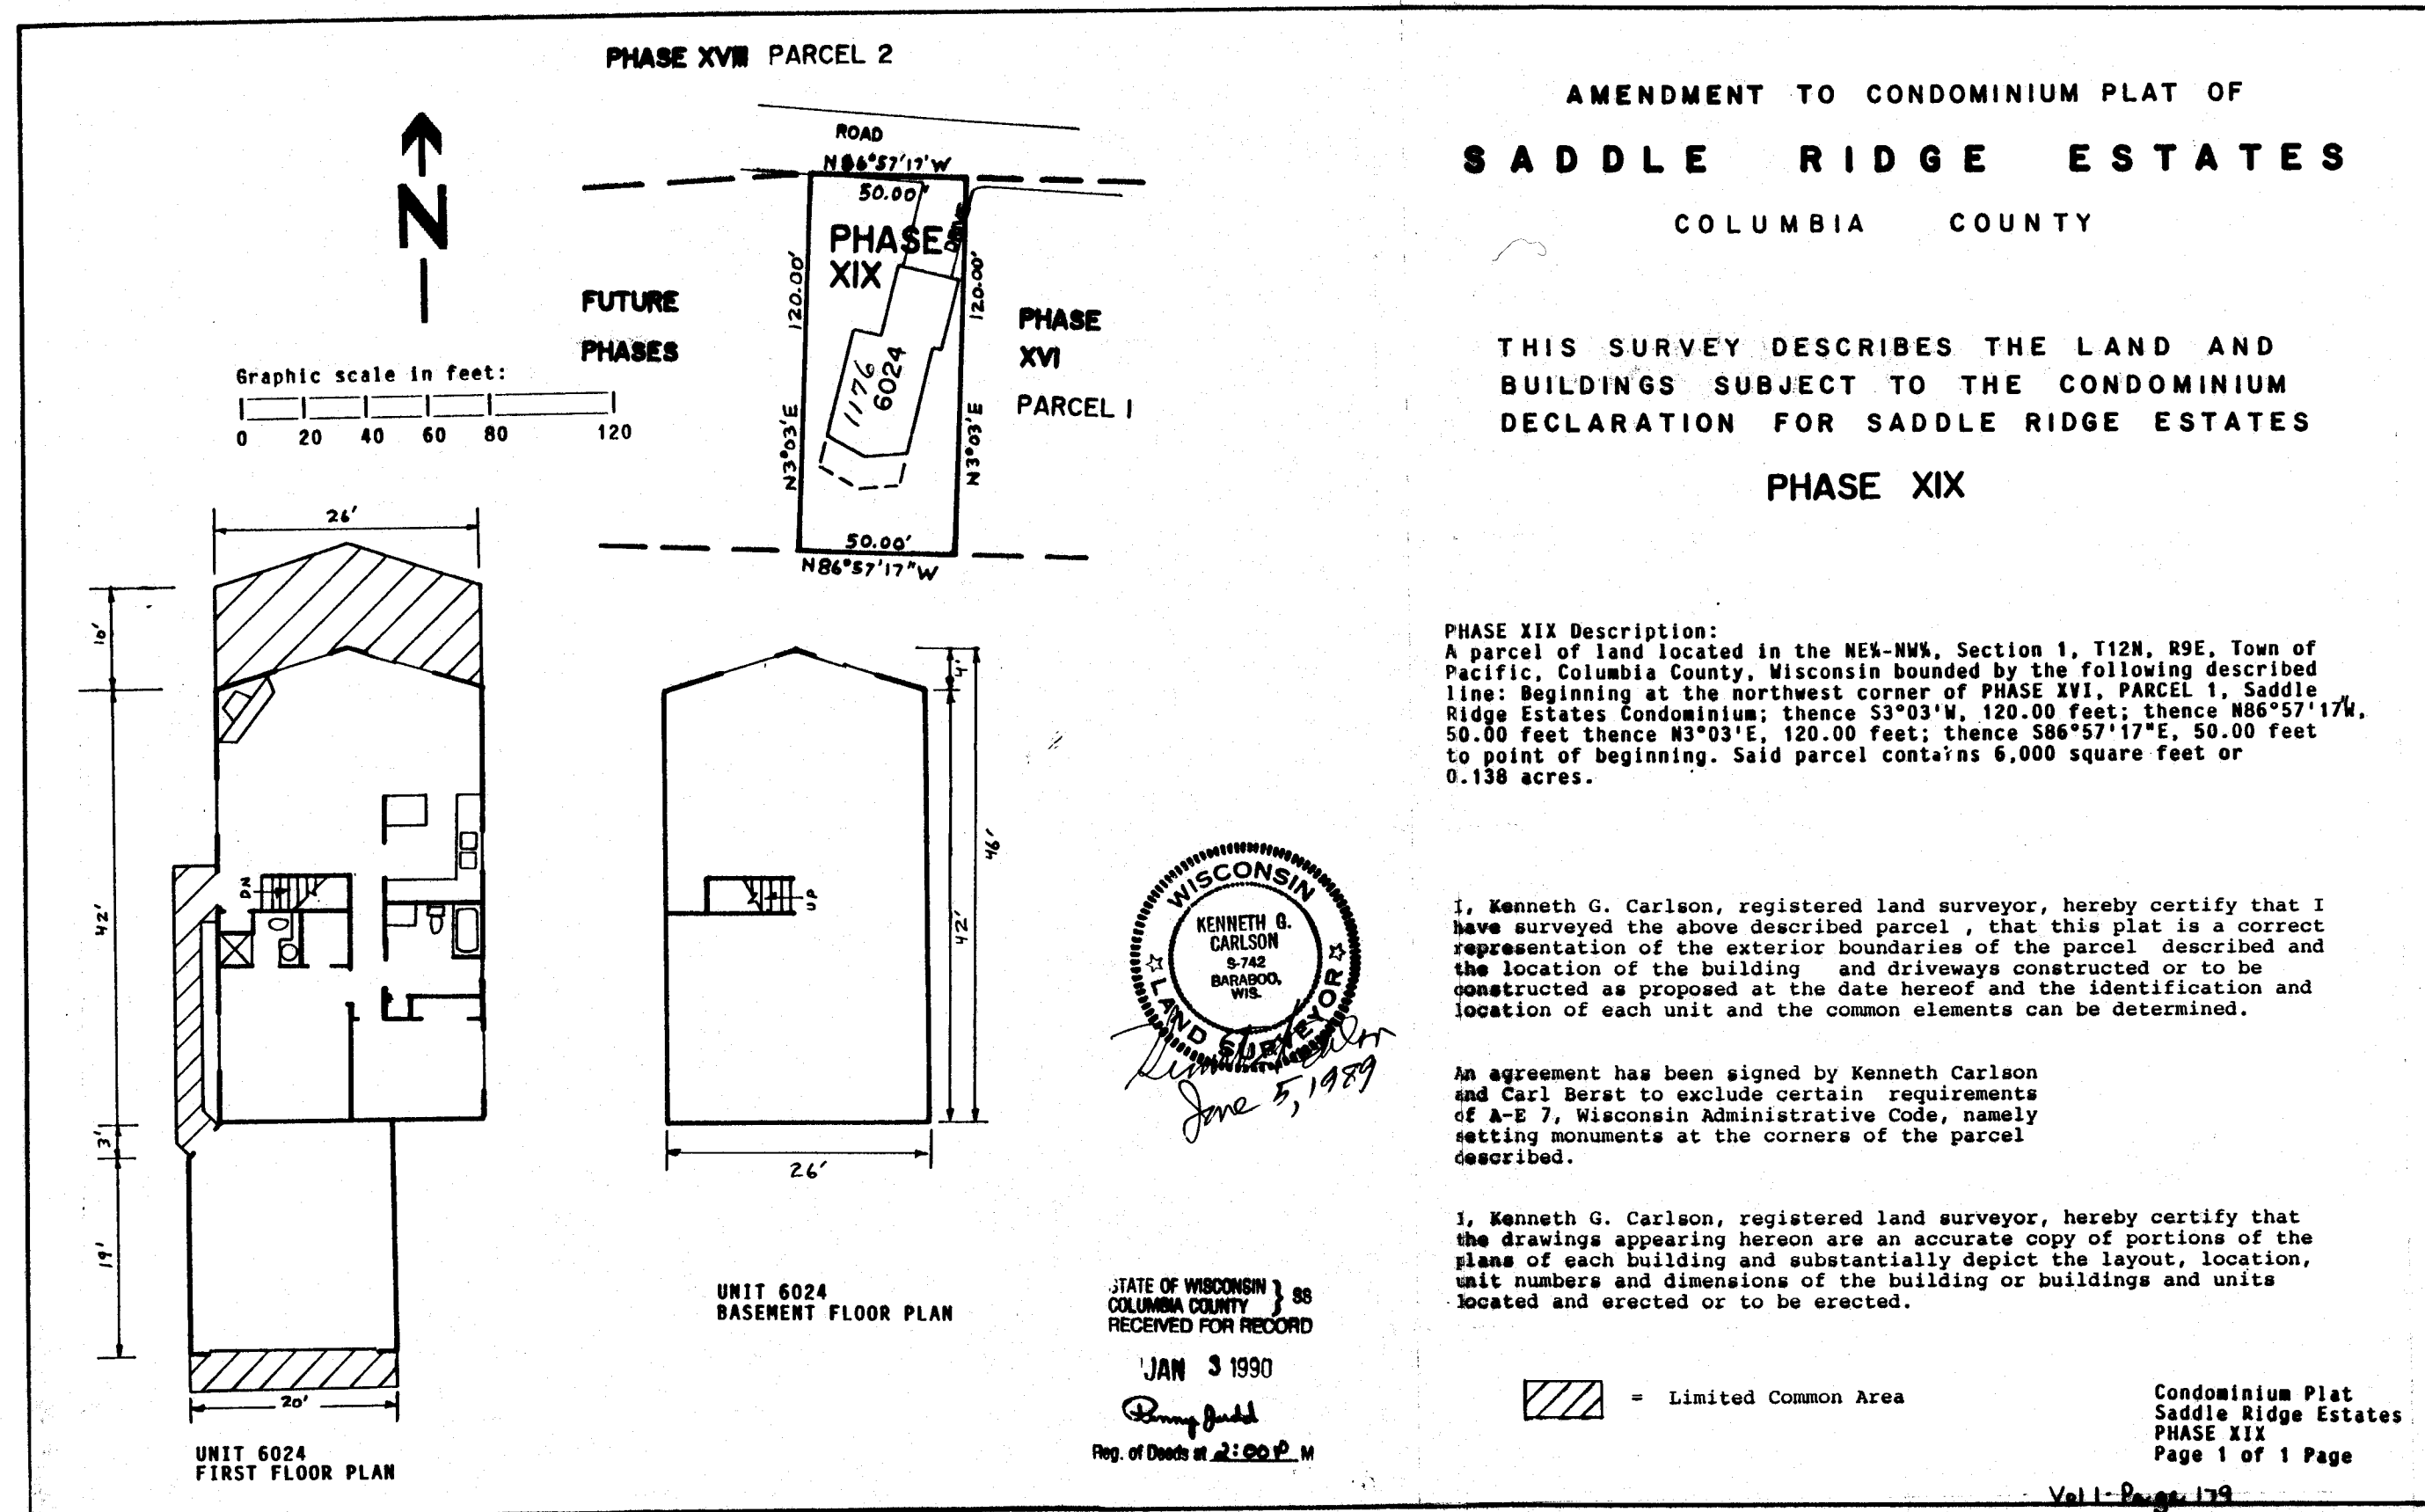 PHASE XVIII PARCEL 2
ROAD
N86°57'17"W
50.00'
PHASE
XIX
DRIVE
120.00'
120.00'
N3°03'E
N3°03'E
1176
6024
50.00'
N86°57'17"W
FUTURE
PHASES
PHASE
XVI
PARCEL 1
N
Graphic scale in feet:
0 20 40 60 80 120
26'
10'
42'
3'
19'
DN
20'
UNIT 6024
FIRST FLOOR PLAN
4'
46'
42'
UP
26'
UNIT 6024
BASEMENT FLOOR PLAN
WISCONSIN
KENNETH G.
CARLSON
S-742
BARABOO,
WIS.
LAND SURVEYOR
June 5, 1989
STATE OF WISCONSIN } SS
COLUMBIA COUNTY
RECEIVED FOR RECORD
JAN 3 1990
Penny Judd
Reg. of Deeds at 2:00 P M
AMENDMENT TO CONDOMINIUM PLAT OF
SADDLE RIDGE ESTATES
COLUMBIA COUNTY
THIS SURVEY DESCRIBES THE LAND AND
BUILDINGS SUBJECT TO THE CONDOMINIUM
DECLARATION FOR SADDLE RIDGE ESTATES
PHASE XIX
PHASE XIX Description:
A parcel of land located in the NE¼-NW¼, Section 1, T12N, R9E, Town of
Pacific, Columbia County, Wisconsin bounded by the following described
line: Beginning at the northwest corner of PHASE XVI, PARCEL 1, Saddle
Ridge Estates Condominium; thence S3°03'W, 120.00 feet; thence N86°57'17"W,
50.00 feet thence N3°03'E, 120.00 feet; thence S86°57'17"E, 50.00 feet
to point of beginning. Said parcel contains 6,000 square feet or
0.138 acres.
I, Kenneth G. Carlson, registered land surveyor, hereby certify that I
have surveyed the above described parcel , that this plat is a correct
representation of the exterior boundaries of the parcel described and
the location of the building and driveways constructed or to be
constructed as proposed at the date hereof and the identification and
location of each unit and the common elements can be determined.
An agreement has been signed by Kenneth Carlson
and Carl Berst to exclude certain requirements
of A-E 7, Wisconsin Administrative Code, namely
setting monuments at the corners of the parcel
described.
I, Kenneth G. Carlson, registered land surveyor, hereby certify that
the drawings appearing hereon are an accurate copy of portions of the
plans of each building and substantially depict the layout, location,
unit numbers and dimensions of the building or buildings and units
located and erected or to be erected.
= Limited Common Area
Condominium Plat
Saddle Ridge Estates
PHASE XIX
Page 1 of 1 Page
Vol 1 Page 179